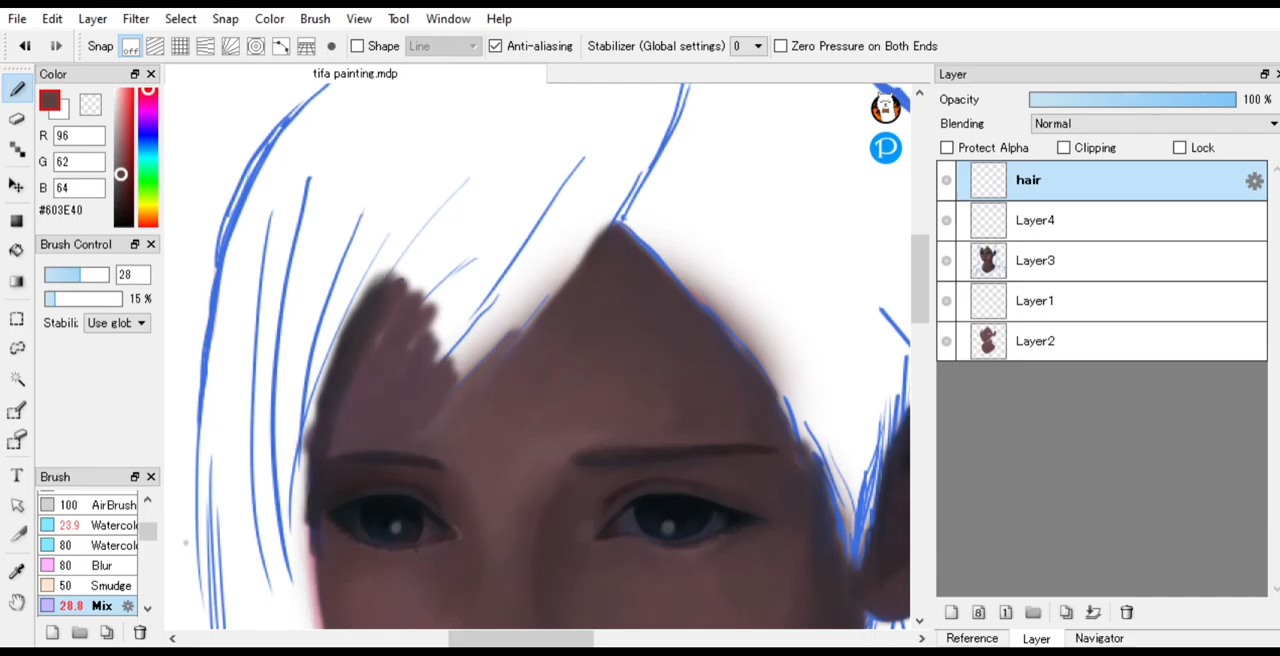 File Edit Layer Filter Select Snap Color Brush View Tool Window Help
Snap off Shape Line Anti-aliasing Stabilizer (Global settings) 0 Zero Pressure on Both Ends
Color
tifa painting.mdp
Layer
R 96
G 62
B 64
#603E40
Brush Control
28
15 %
Stabili: Use glob
Brush
100 AirBrush
23.9 Watercol
80 Watercol
80 Blur
50 Smudge
28.8 Mix
T
P
Opacity 100 %
Blending Normal
Protect Alpha Clipping Lock
hair
Layer4
Layer3
Layer1
Layer2
8 1
Reference Layer Navigator